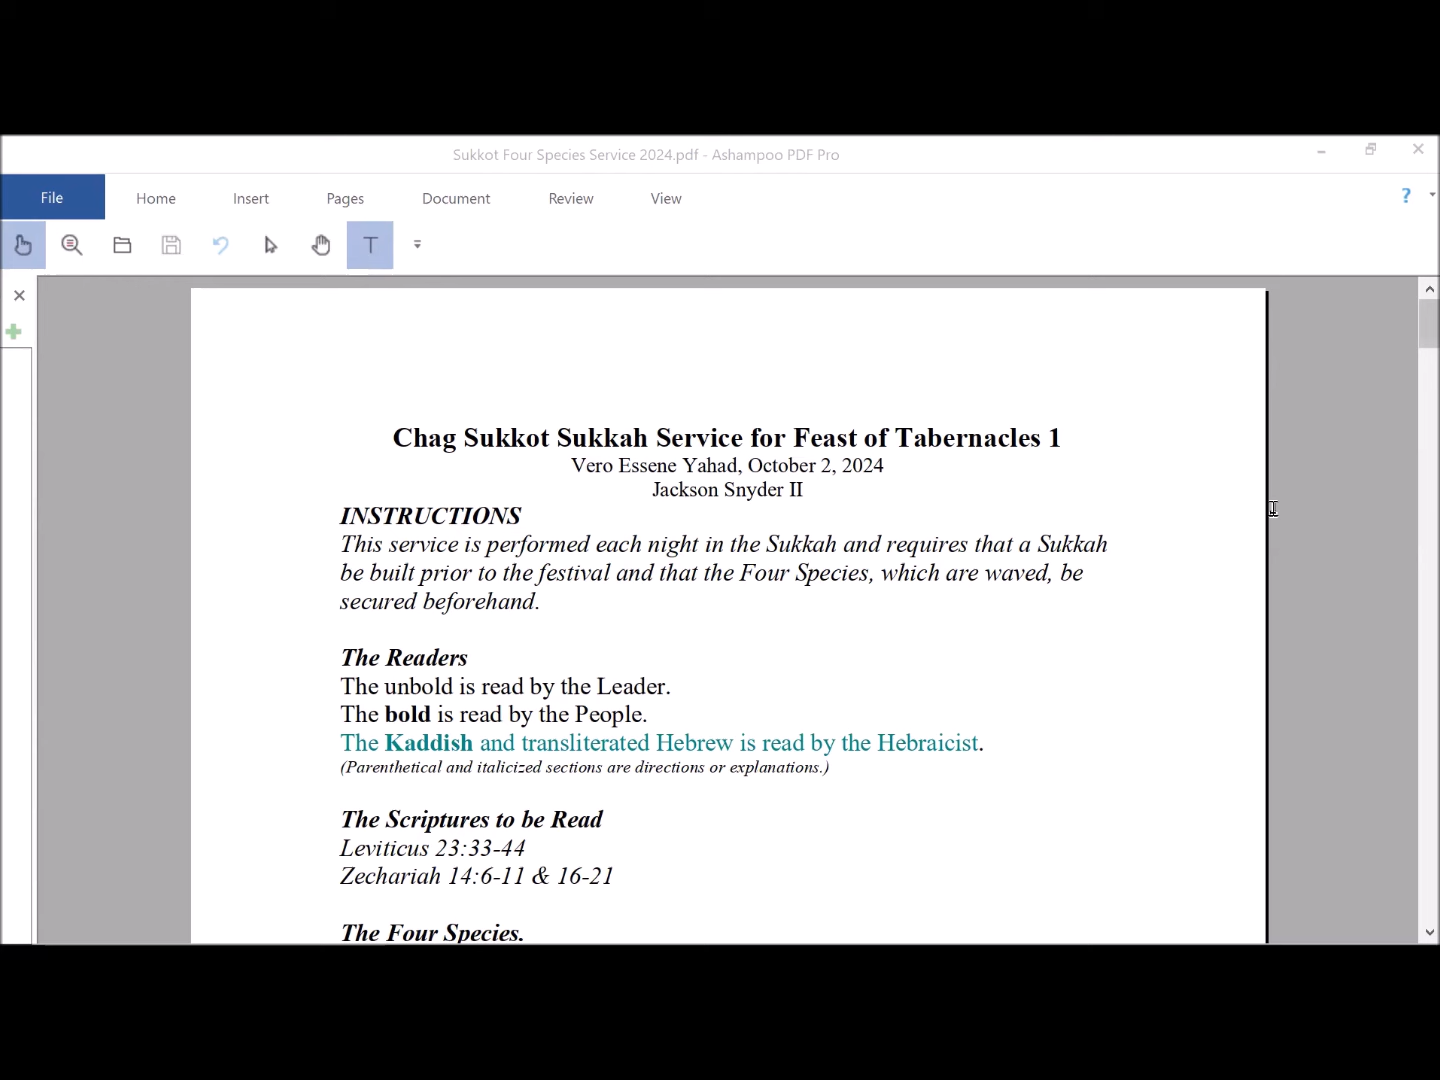 Sukkot Four Species Service 2024.pdf - Ashampoo PDF Pro
File Home Insert Pages Document Review View ?
T
Chag Sukkot Sukkah Service for Feast of Tabernacles 1
Vero Essene Yahad, October 2, 2024
Jackson Snyder II
INSTRUCTIONS
This service is performed each night in the Sukkah and requires that a Sukkah
be built prior to the festival and that the Four Species, which are waved, be
secured beforehand.
The Readers
The unbold is read by the Leader.
The bold is read by the People.
The Kaddish and transliterated Hebrew is read by the Hebraicist.
(Parenthetical and italicized sections are directions or explanations.)
The Scriptures to be Read
Leviticus 23:33-44
Zechariah 14:6-11 & 16-21
The Four Species.